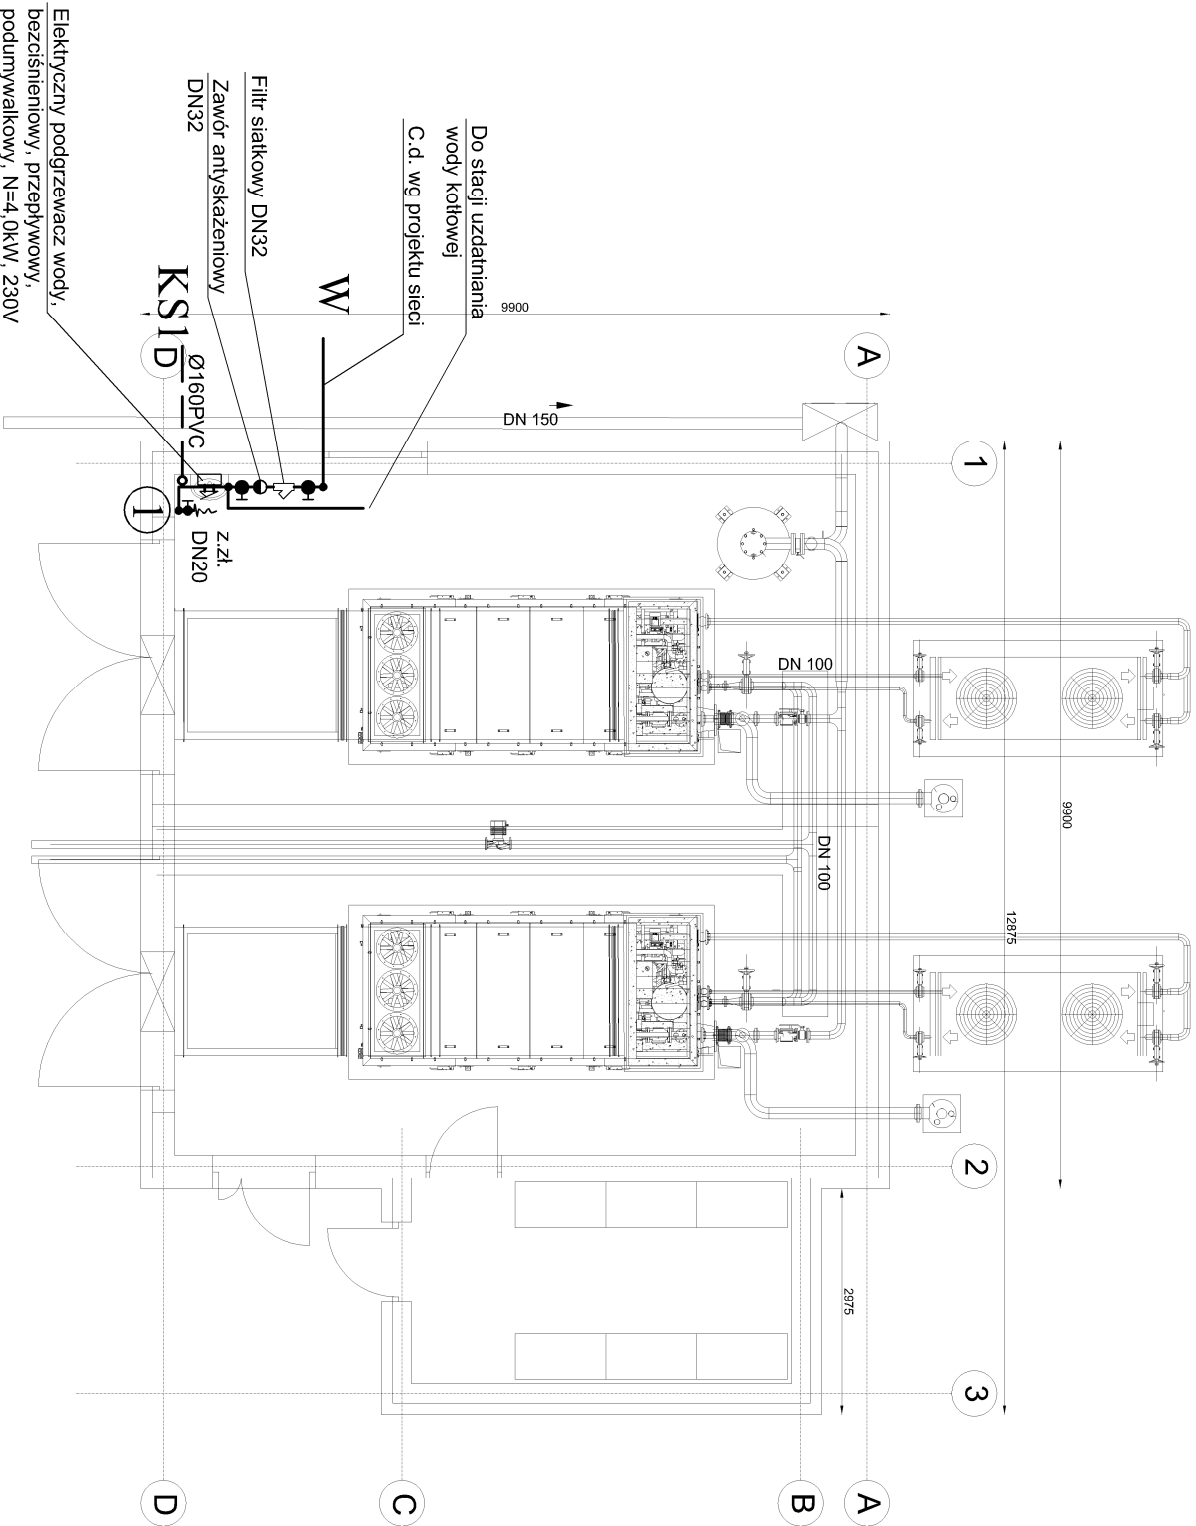 Elektryczny podgrzewacz wody,
bezciśnieniowy, przepływowy,
podumywalkowy, N=4,0kW, 230V
Filtr siatkowy DN32
Zawór antyskażeniowy
DN32
Do stacji uzdatniania
wody kotłowej
C.d. wg projektu sieci
W
KS1
Ø160PVC
1
z.zł.
DN20
DN 150
DN 100
DN 100
9900
9900
12875
2975
A
D
1
2
3
D
C
B
A